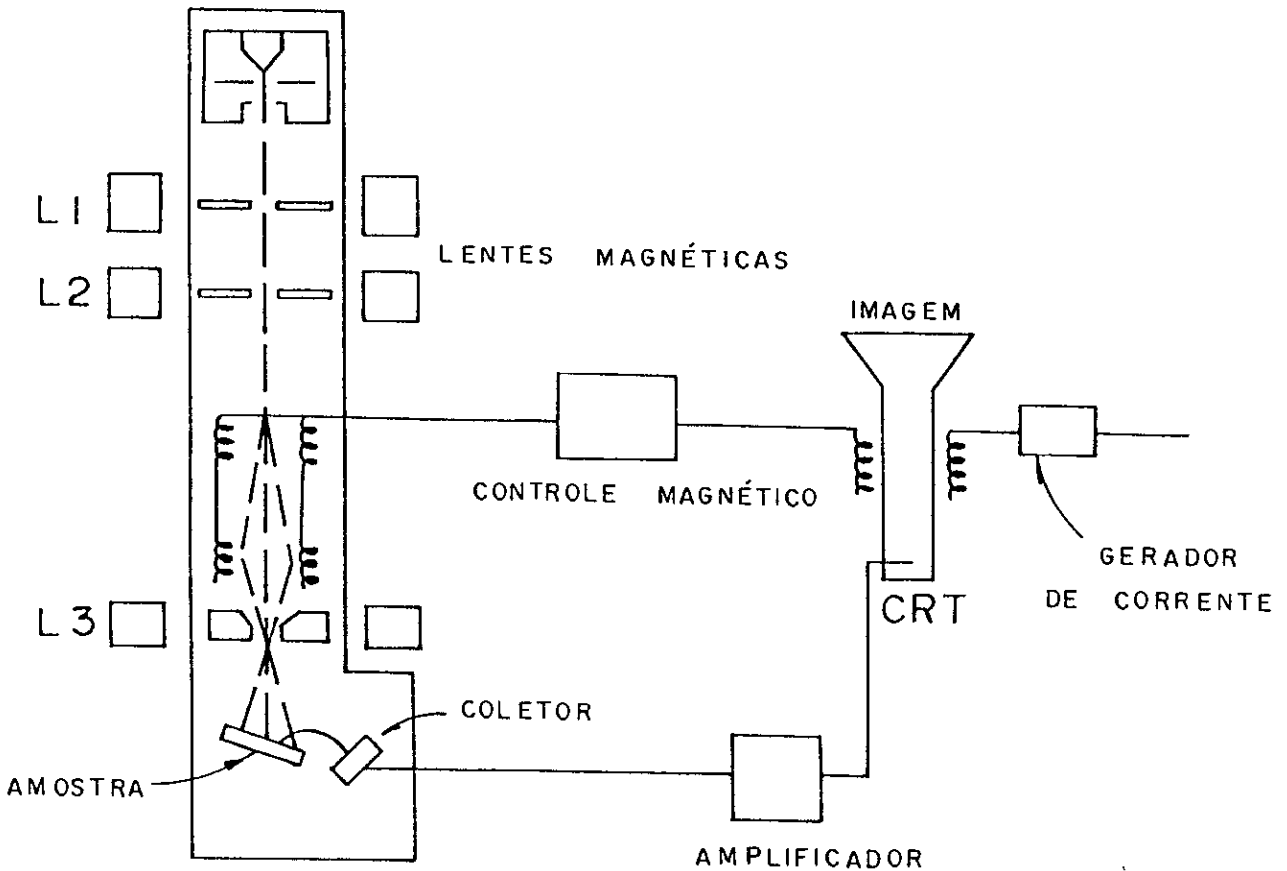 L1
LENTES MAGNÉTICAS
L2
IMAGEM
CONTROLE MAGNÉTICO
GERADOR
DE CORRENTE
CRT
L3
COLETOR
AMOSTRA
AMPLIFICADOR